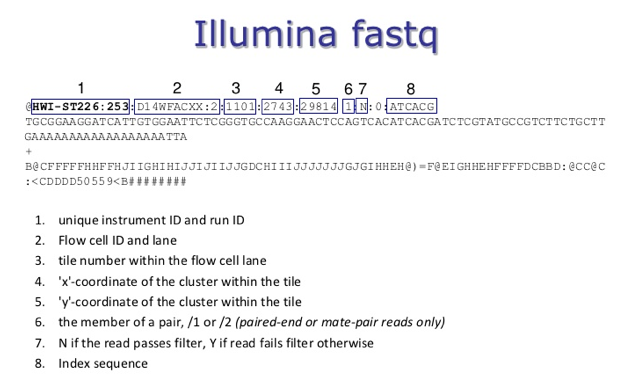 Illumina fastq
1 2 3 4 5 6 7 8
@HWI-ST226:253:D14WFACXX:2:1101:2743:29814 1:N:0:ATCACG
TGCGGAAGGATCATTGTGGAATTCTCGGGTGCCAAGGAACTCCAGTCACATCACGATCTCGTATGCCGTCTTCTGCTT
GAAAAAAAAAAAAAAAAAATTA
+
B@CFFFFFHHFFHJIIGHIHIJJIJIIJJGDCHIIIJJJJJJJGJGIHHEH@)=F@EIGHHEHFFFFDCBBD:@CC@C
:<CDDDD50559<B########
1. unique instrument ID and run ID
2. Flow cell ID and lane
3. tile number within the flow cell lane
4. 'x'-coordinate of the cluster within the tile
5. 'y'-coordinate of the cluster within the tile
6. the member of a pair, /1 or /2 (paired-end or mate-pair reads only)
7. N if the read passes filter, Y if read fails filter otherwise
8. Index sequence